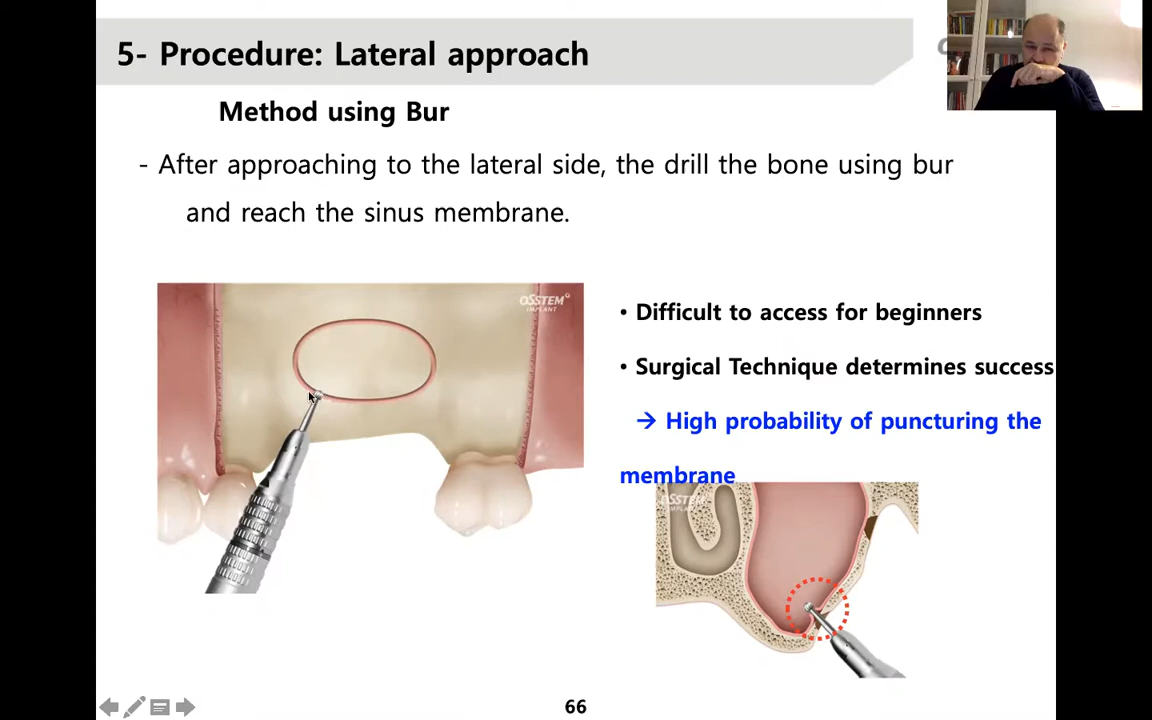 5- Procedure: Lateral approach
Method using Bur
- After approaching to the lateral side, the drill the bone using bur
and reach the sinus membrane.
OSSTEM
IMPLANT
• Difficult to access for beginners
• Surgical Technique determines success
→ High probability of puncturing the
membrane
OSSTEM
66